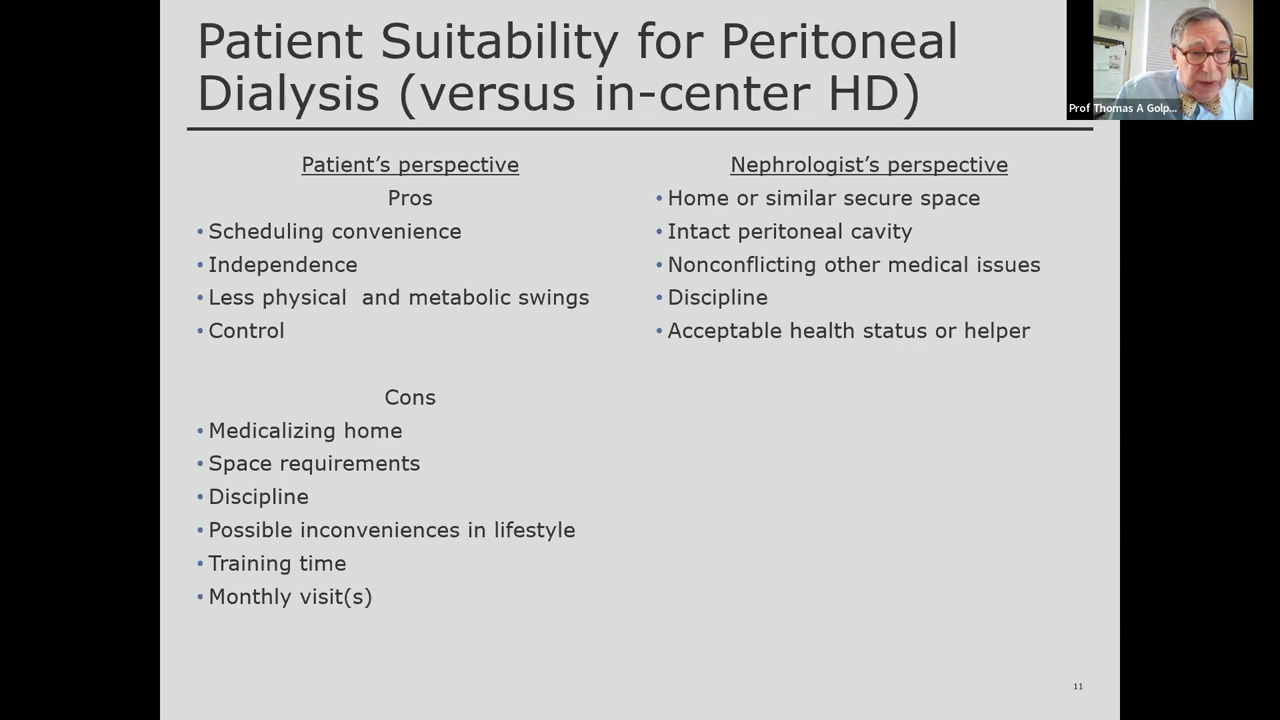 Patient Suitability for Peritoneal
Dialysis (versus in-center HD)
Prof Thomas A Golp...
Patient’s perspective
Pros
• Scheduling convenience
• Independence
• Less physical  and metabolic swings
• Control
Cons
• Medicalizing home
• Space requirements
• Discipline
• Possible inconveniences in lifestyle
• Training time
• Monthly visit(s)
Nephrologist’s perspective
• Home or similar secure space
• Intact peritoneal cavity
• Nonconflicting other medical issues
• Discipline
• Acceptable health status or helper
11